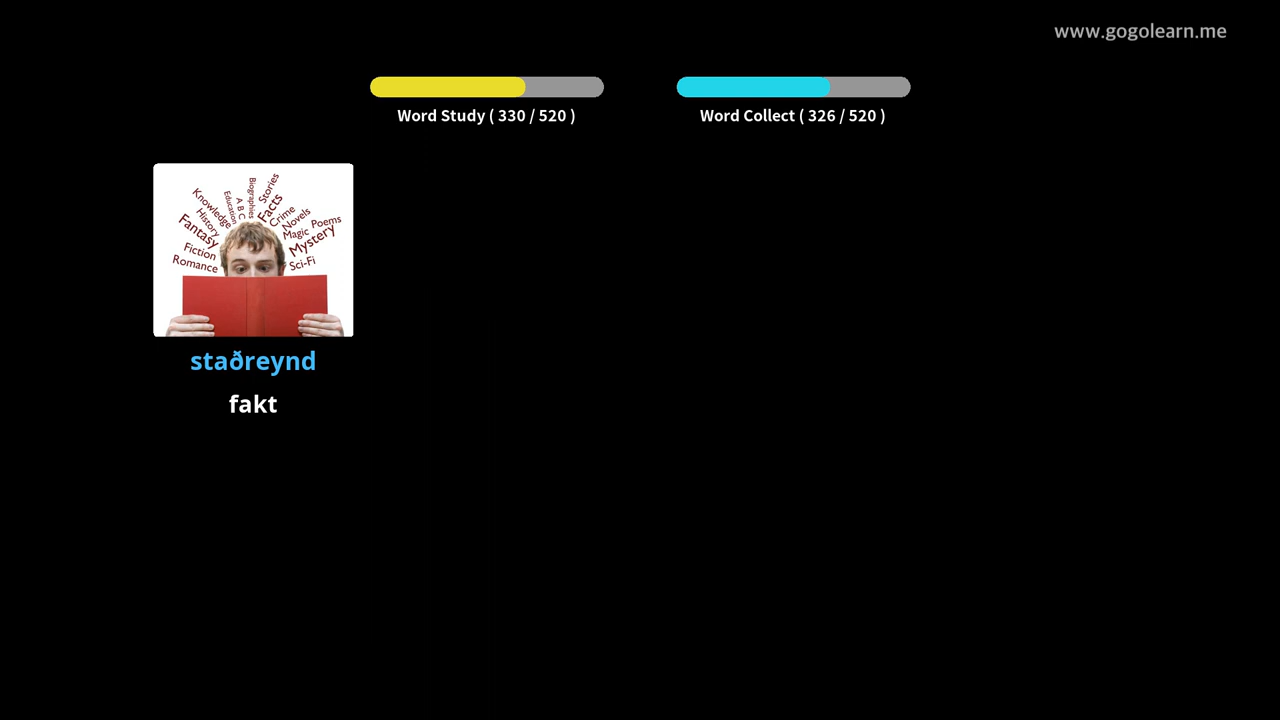 www.gogolearn.me
Word Study ( 330 / 520 )
Word Collect ( 326 / 520 )
Knowledge
History
Fantasy
Fiction
Romance
Education
A B C
Biographies
Stories
Facts
Crime
Novels
Magic
Poems
Mystery
Sci-Fi
staðreynd
fakt